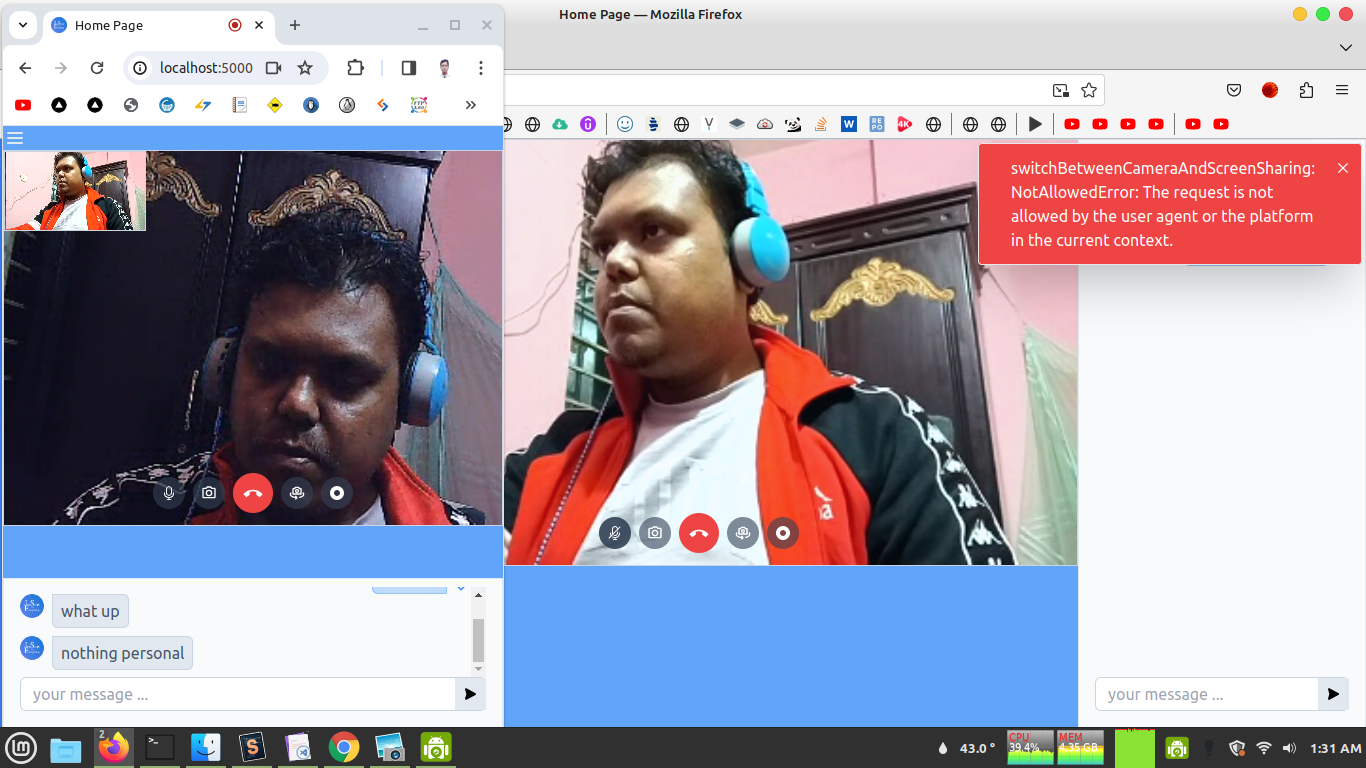 Home Page — Mozilla Firefox
Home Page
localhost:5000
switchBetweenCameraAndScreenSharing:
NotAllowedError: The request is not
allowed by the user agent or the platform
in the current context.
what up
nothing personal
your message ...
your message ...
2
CPU
39.4%
MEM
4.35 GB
43.0 °
1:31 AM